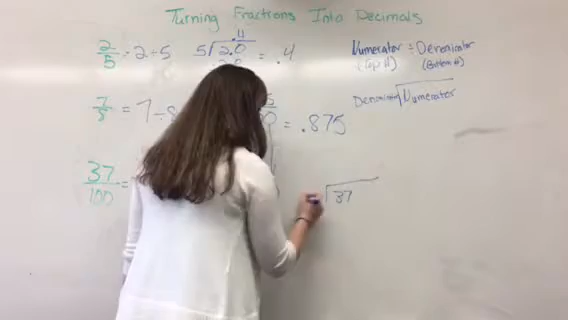 Turning Fractions Into Decimals
2/5 = 2÷5 5√2.0 = .4
Numerator ÷ Denominator
(Top #) (Bottom #)
7/8 = 7÷8 = .875
Denominator√Numerator
37/100 = √37